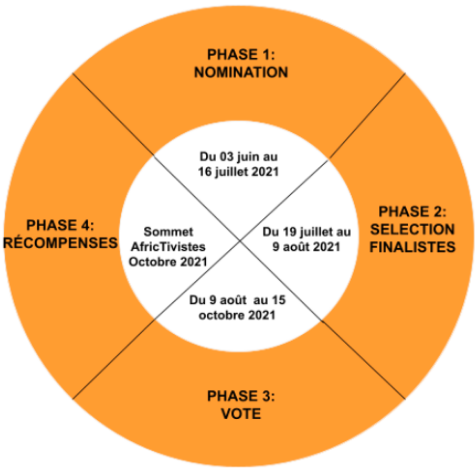 PHASE 1:
NOMINATION
Du 03 juin au
16 juillet 2021
PHASE 2:
SELECTION
FINALISTES
Du 19 juillet au
9 août 2021
PHASE 4:
RÉCOMPENSES
Sommet
AfricTivistes
Octobre 2021
Du 9 août au 15
octobre 2021
PHASE 3:
VOTE